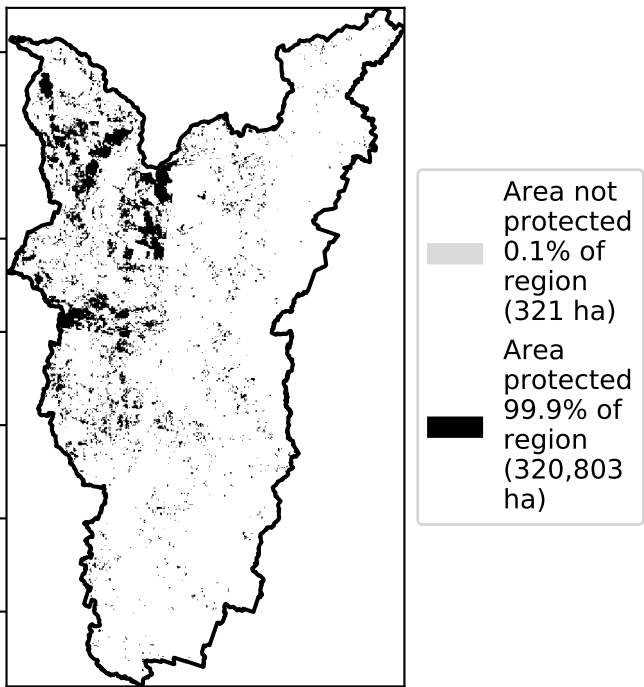 Area not
protected
0.1% of
region
(321 ha)
Area
protected
99.9% of
region
(320,803
ha)